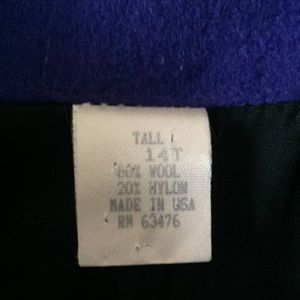 TALL
14T
80% WOOL
20% NYLON
MADE IN USA
RN 63476